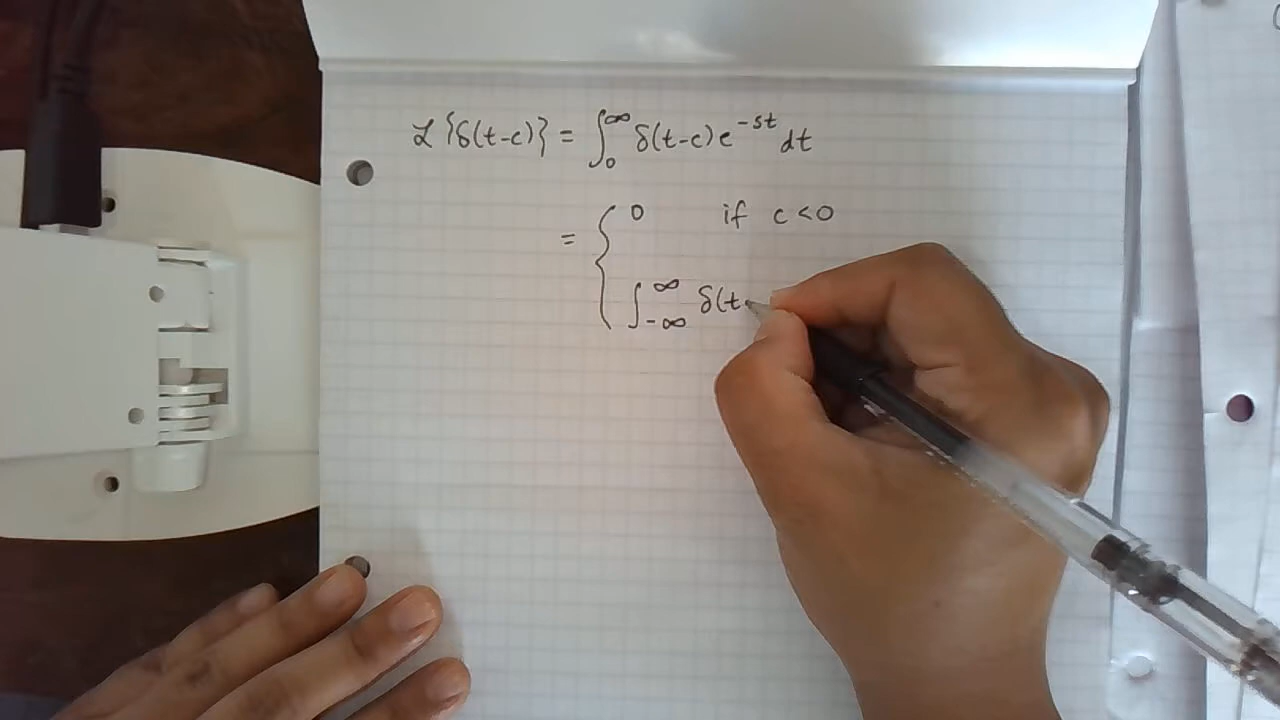 ℒ{δ(t-c)} = ∫₀^∞ δ(t-c)e^{-st} dt
= { 0 if c<0
∫_{-∞}^{∞} δ(t